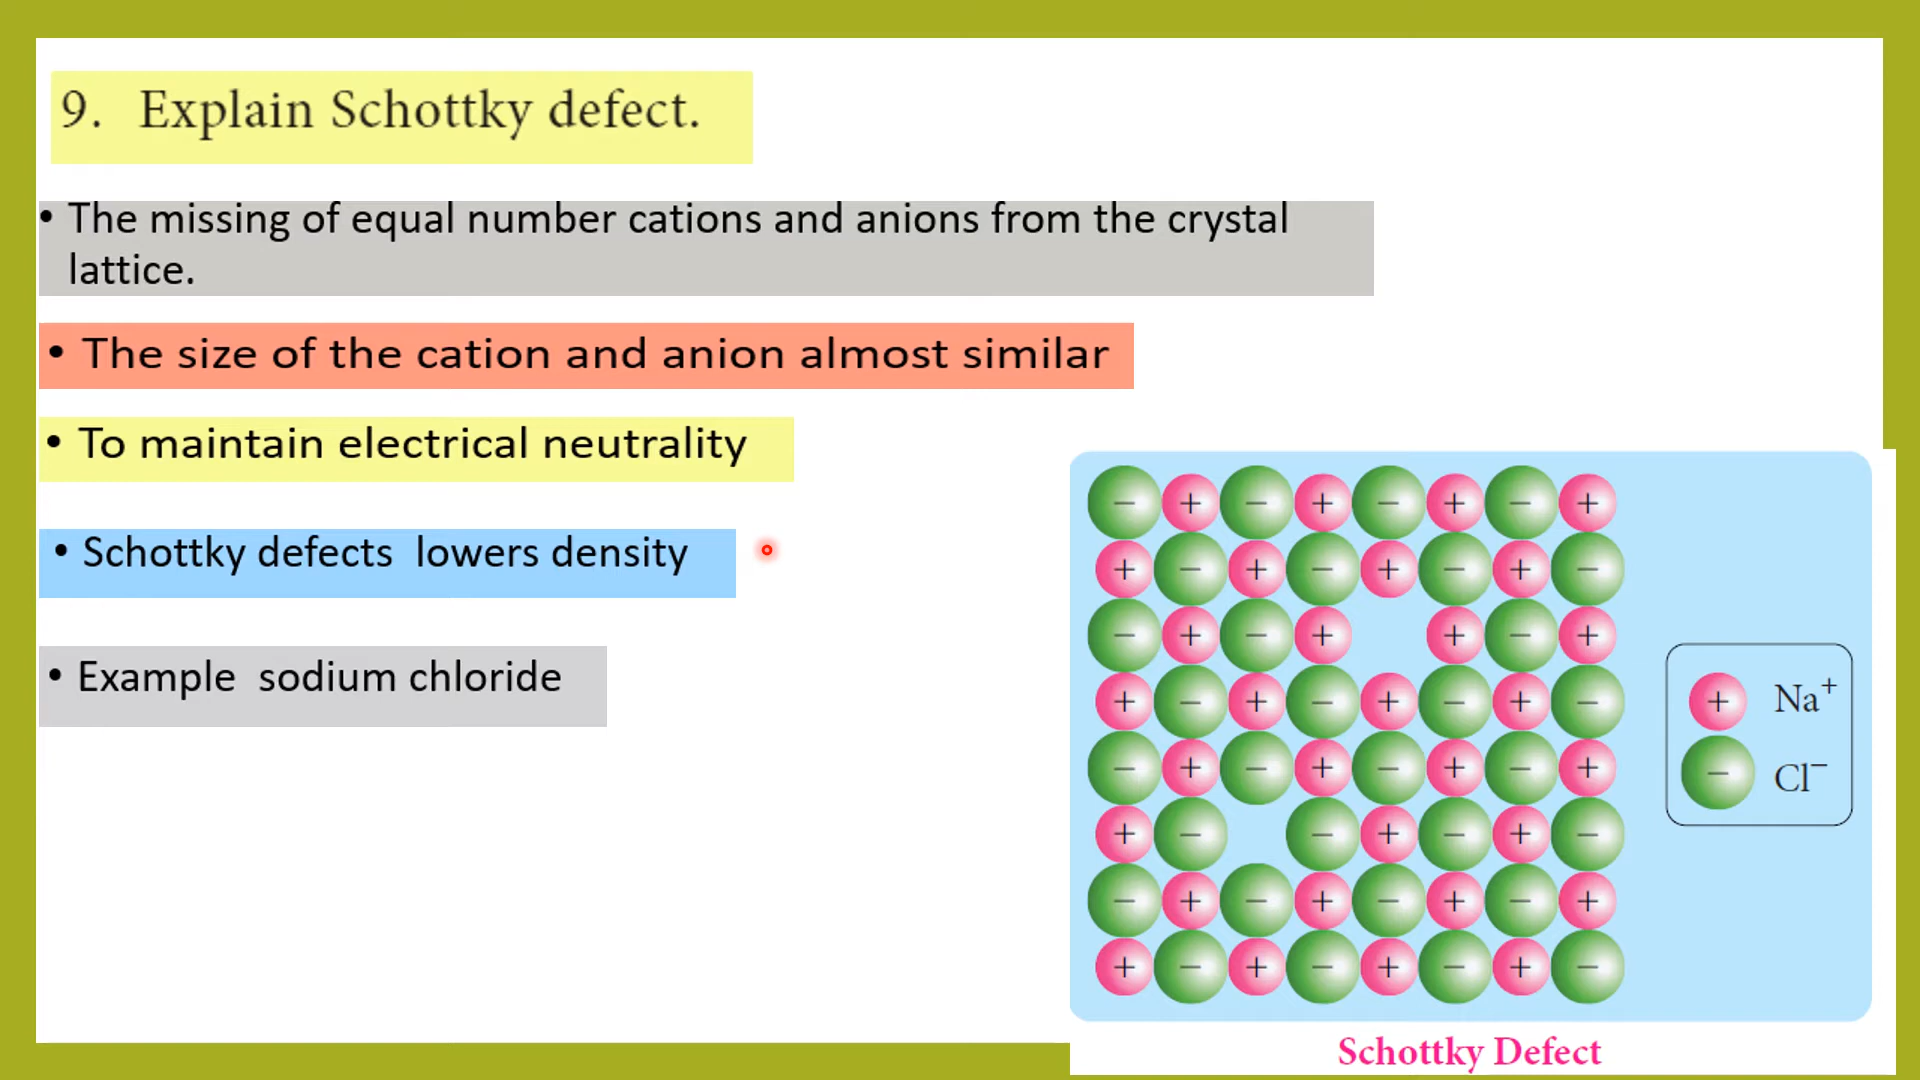 9. Explain Schottky defect.
• The missing of equal number cations and anions from the crystal
lattice.
• The size of the cation and anion almost similar
• To maintain electrical neutrality
• Schottky defects lowers density
• Example sodium chloride
− + − + − + − +
+ − + − + − + −
− + − + + − +
+ − + − + − + −
− + − + − + − +
+ − − + − + −
− + − + − + − +
+ − + − + − + −
+ Na⁺
− Cl⁻
Schottky Defect